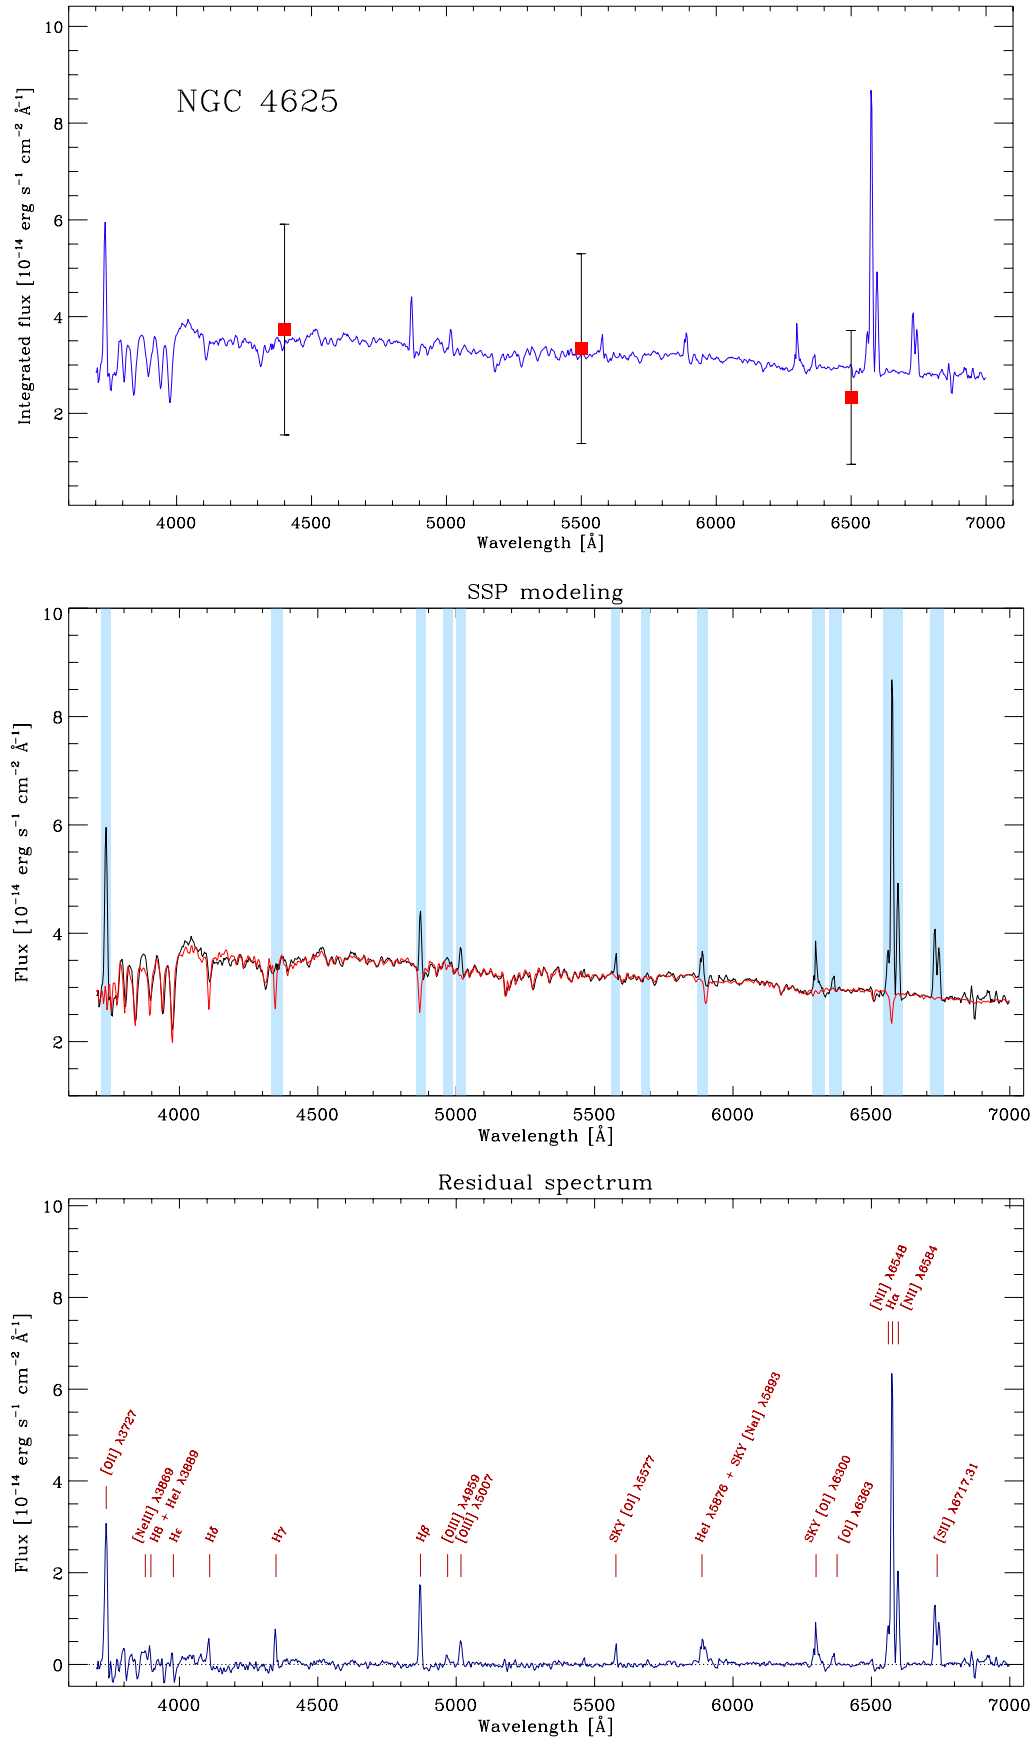 NGC 4625
Integrated flux [10⁻¹⁴ erg s⁻¹ cm⁻² Å⁻¹]
10
8
6
4
2
4000 4500 5000 5500 6000 6500 7000
Wavelength [Å]
SSP modeling
Flux [10⁻¹⁴ erg s⁻¹ cm⁻² Å⁻¹]
10
8
6
4
2
4000 4500 5000 5500 6000 6500 7000
Wavelength [Å]
Residual spectrum
Flux [10⁻¹⁴ erg s⁻¹ cm⁻² Å⁻¹]
10
8
6
4
2
0
[OII] λ3727
[NeIII] λ3869
H8 + HeI λ3889
Hε
Hδ
Hγ
Hβ
[OIII] λ4959
[OIII] λ5007
SKY [OI] λ5577
HeI λ5876 + SKY [NaI] λ5893
SKY [OI] λ6300
[OI] λ6363
[NII] λ6548
Hα
[NII] λ6584
[SII] λ6717,31
4000 4500 5000 5500 6000 6500 7000
Wavelength [Å]